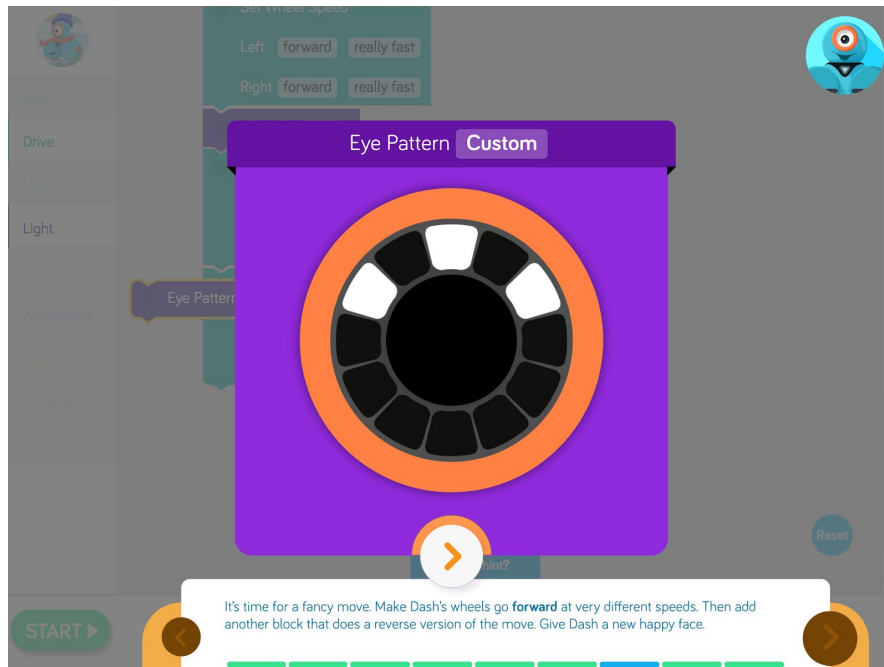 Set Wheel Speed
Left forward really fast
Right forward really fast
Eye Pattern Custom
Drive
Light
Eye Pattern
Animations
Reset
hint?
It's time for a fancy move. Make Dash's wheels go forward at very different speeds. Then add
another block that does a reverse version of the move. Give Dash a new happy face.
START